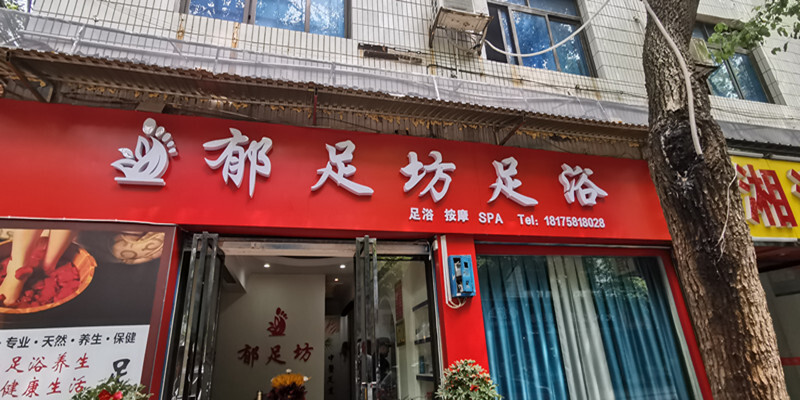 郁足坊足浴
足浴 按摩 SPA Tel: 18175818028
湘
郁足坊
·专业·天然·养生·保健
足浴养生
健康生活
足